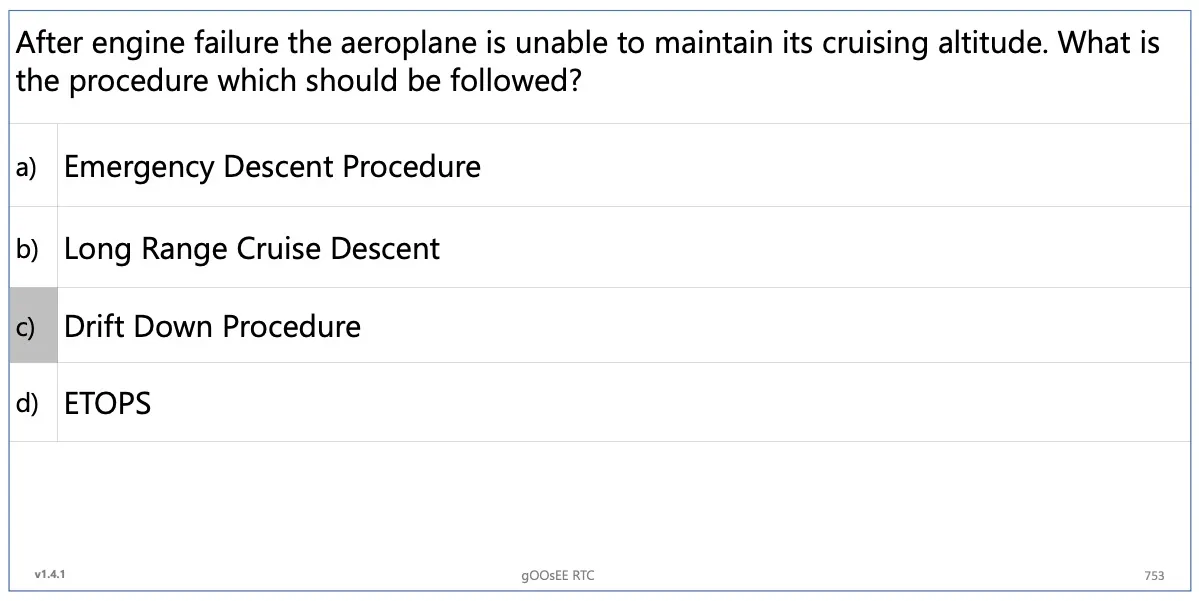 After engine failure the aeroplane is unable to maintain its cruising altitude. What is
the procedure which should be followed?
a) Emergency Descent Procedure
b) Long Range Cruise Descent
c) Drift Down Procedure
d) ETOPS
v1.4.1 gOOsEE RTC 753